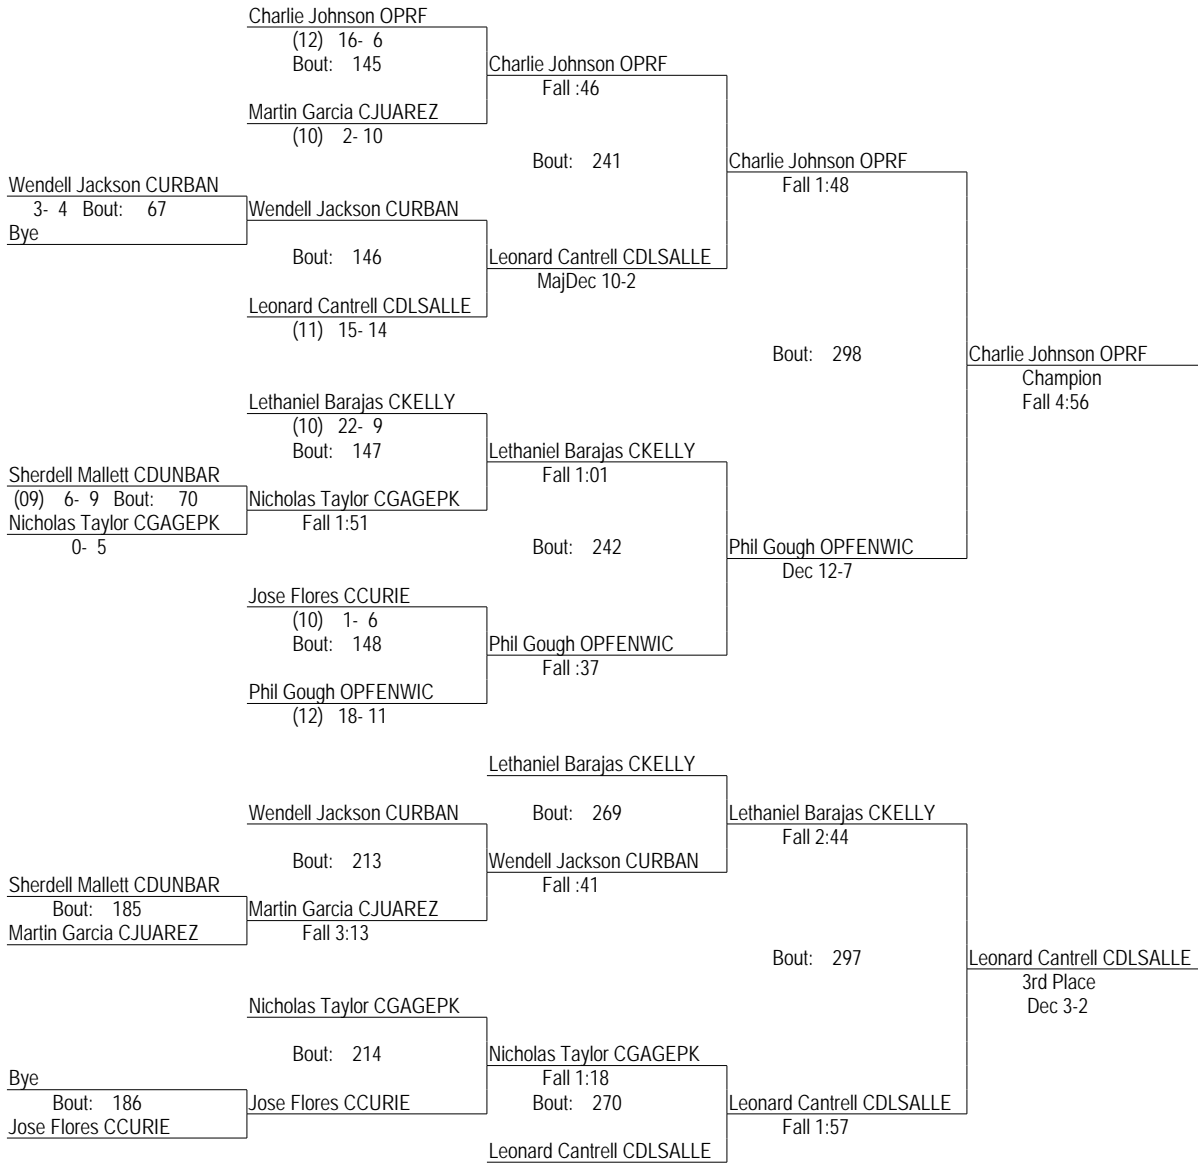 Charlie Johnson OPRF
(12) 16- 6
Bout: 145
Charlie Johnson OPRF
Fall :46
Martin Garcia CJUAREZ
(10) 2- 10
Bout: 241
Charlie Johnson OPRF
Fall 1:48
Wendell Jackson CURBAN
3- 4 Bout: 67
Bye
Wendell Jackson CURBAN
Bout: 146
Leonard Cantrell CDLSALLE
MajDec 10-2
Leonard Cantrell CDLSALLE
(11) 15- 14
Bout: 298
Charlie Johnson OPRF
Champion
Fall 4:56
Lethaniel Barajas CKELLY
(10) 22- 9
Bout: 147
Lethaniel Barajas CKELLY
Fall 1:01
Sherdell Mallett CDUNBAR
(09) 6- 9 Bout: 70
Nicholas Taylor CGAGEPK
0- 5
Nicholas Taylor CGAGEPK
Fall 1:51
Bout: 242
Phil Gough OPFENWIC
Dec 12-7
Jose Flores CCURIE
(10) 1- 6
Bout: 148
Phil Gough OPFENWIC
Fall :37
Phil Gough OPFENWIC
(12) 18- 11
Lethaniel Barajas CKELLY
Wendell Jackson CURBAN
Bout: 269
Lethaniel Barajas CKELLY
Fall 2:44
Bout: 213
Wendell Jackson CURBAN
Fall :41
Sherdell Mallett CDUNBAR
Bout: 185
Martin Garcia CJUAREZ
Martin Garcia CJUAREZ
Fall 3:13
Bout: 297
Leonard Cantrell CDLSALLE
3rd Place
Dec 3-2
Nicholas Taylor CGAGEPK
Bout: 214
Nicholas Taylor CGAGEPK
Fall 1:18
Bye
Bout: 186
Jose Flores CCURIE
Jose Flores CCURIE
Bout: 270
Leonard Cantrell CDLSALLE
Fall 1:57
Leonard Cantrell CDLSALLE